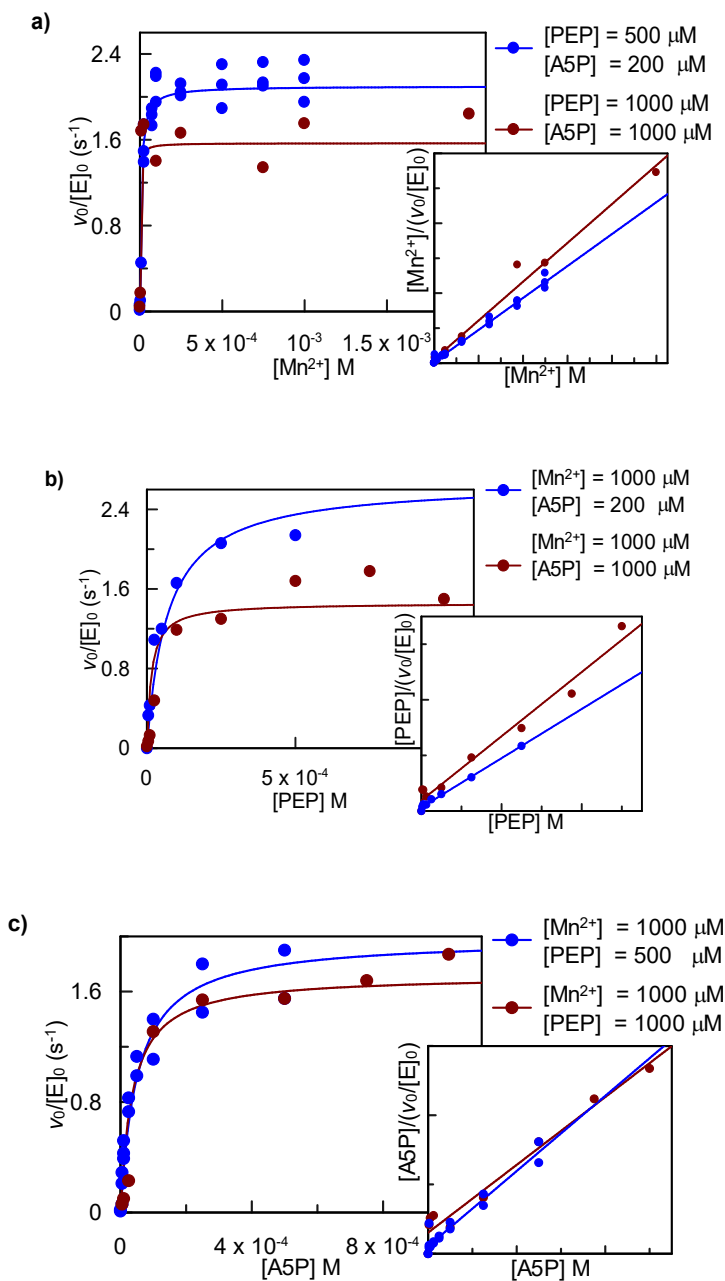 a)
[PEP] = 500 μM
[A5P] = 200 μM
[PEP] = 1000 μM
[A5P] = 1000 μM
v₀/[E]₀ (s⁻¹)
2.4
1.6
0.8
0
0
5 x 10⁻⁴
10⁻³
1.5 x 10⁻³
[Mn²⁺] M
[Mn²⁺]/(v₀/[E]₀)
[Mn²⁺] M
b)
[Mn²⁺] = 1000 μM
[A5P] = 200 μM
[Mn²⁺] = 1000 μM
[A5P] = 1000 μM
v₀/[E]₀ (s⁻¹)
2.4
1.6
0.8
0
0
5 x 10⁻⁴
[PEP] M
[PEP]/(v₀/[E]₀)
[PEP] M
c)
[Mn²⁺] = 1000 μM
[PEP] = 500 μM
[Mn²⁺] = 1000 μM
[PEP] = 1000 μM
v₀/[E]₀ (s⁻¹)
1.6
0.8
0
0
4 x 10⁻⁴
8 x 10⁻⁴
[A5P] M
[A5P]/(v₀/[E]₀)
[A5P] M